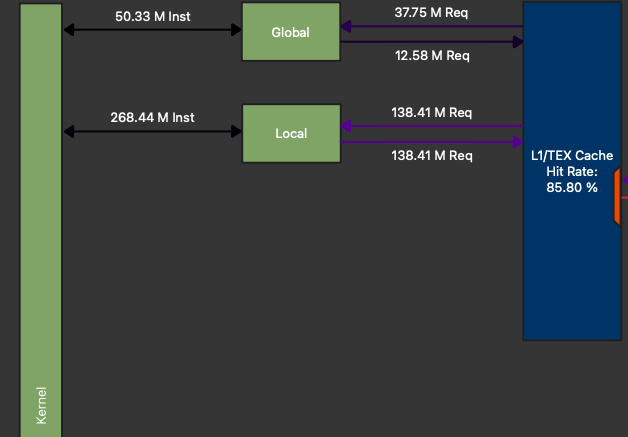 50.33 M Inst
Global
37.75 M Req
12.58 M Req
268.44 M Inst
Local
138.41 M Req
138.41 M Req
L1/TEX Cache
Hit Rate:
85.80 %
Kernel